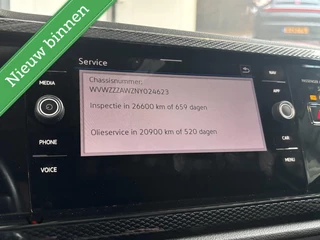 Nieuw binnen
Service
Chassisnummer:
WVWZZZAWZNY024623
Inspectie in 26600 km of 659 dagen
Olieservice in 20900 km of 520 dagen
MEDIA
PHONE
VOICE
NAV
APP
CAR
MENU